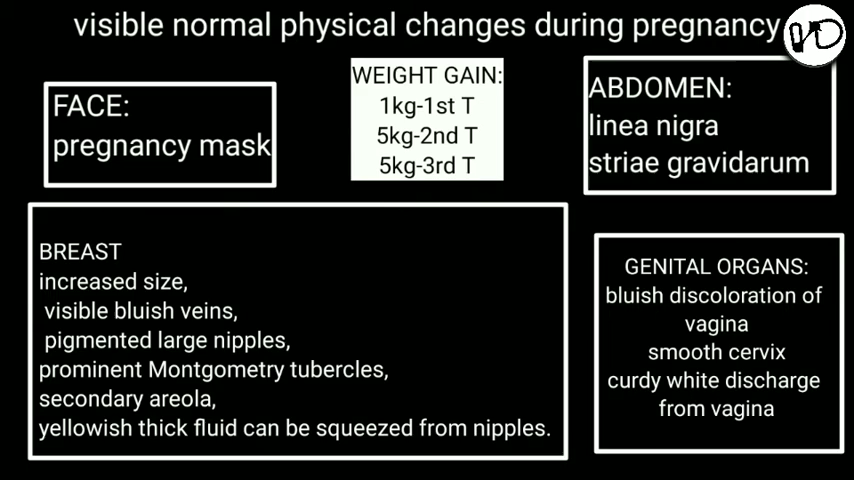 visible normal physical changes during pregnancy
FACE:
pregnancy mask
WEIGHT GAIN:
1kg-1st T
5kg-2nd T
5kg-3rd T
ABDOMEN:
linea nigra
striae gravidarum
BREAST
increased size,
visible bluish veins,
pigmented large nipples,
prominent Montgometry tubercles,
secondary areola,
yellowish thick fluid can be squeezed from nipples.
GENITAL ORGANS:
bluish discoloration of
vagina
smooth cervix
curdy white discharge
from vagina